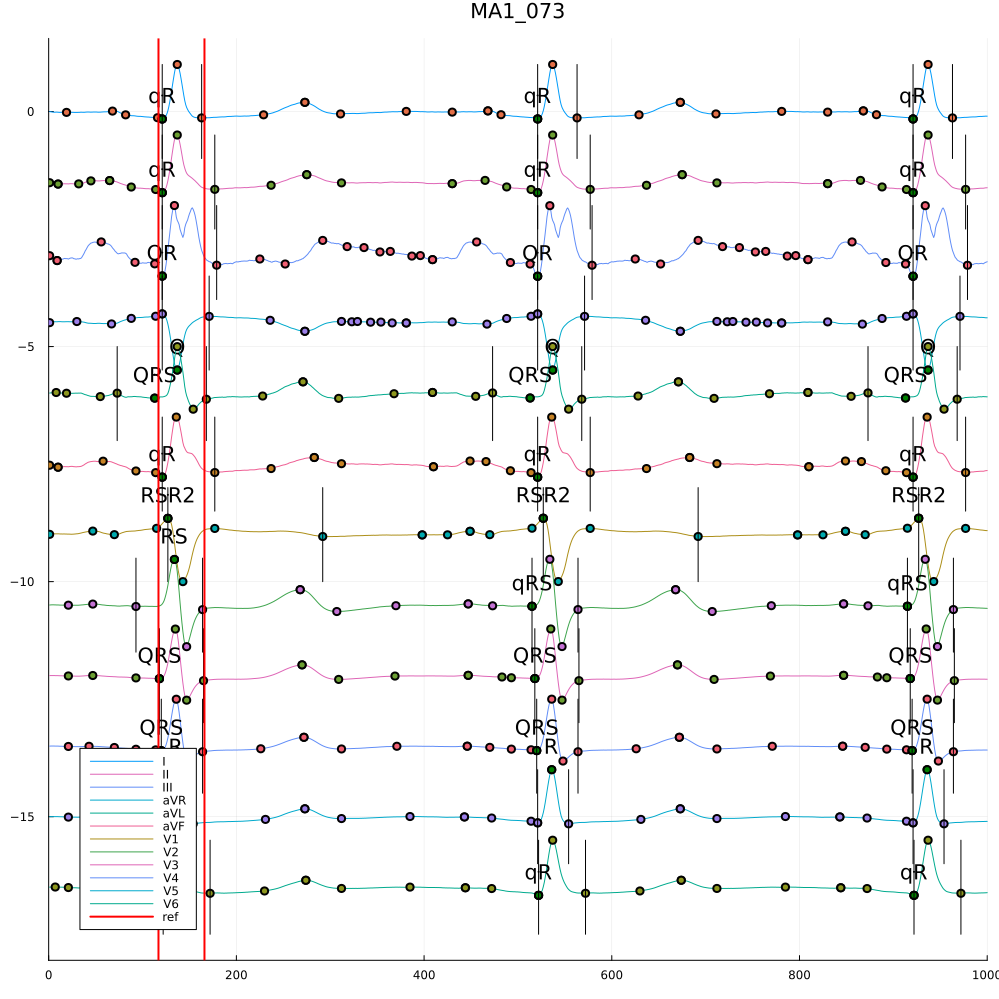 MA1_073
qR qR qR
0
qR qR qR
QR QR QR
Q Q Q
−5
QRS QRS QRS
qR qR qR
RSR2 RSR2 RSR2
RS
−10
qRS qRS
QRS QRS QRS
QRS QRS QRS
R R R
−15
qR qR
I
II
III
aVR
aVL
aVF
V1
V2
V3
V4
V5
V6
ref
0 200 400 600 800 1000